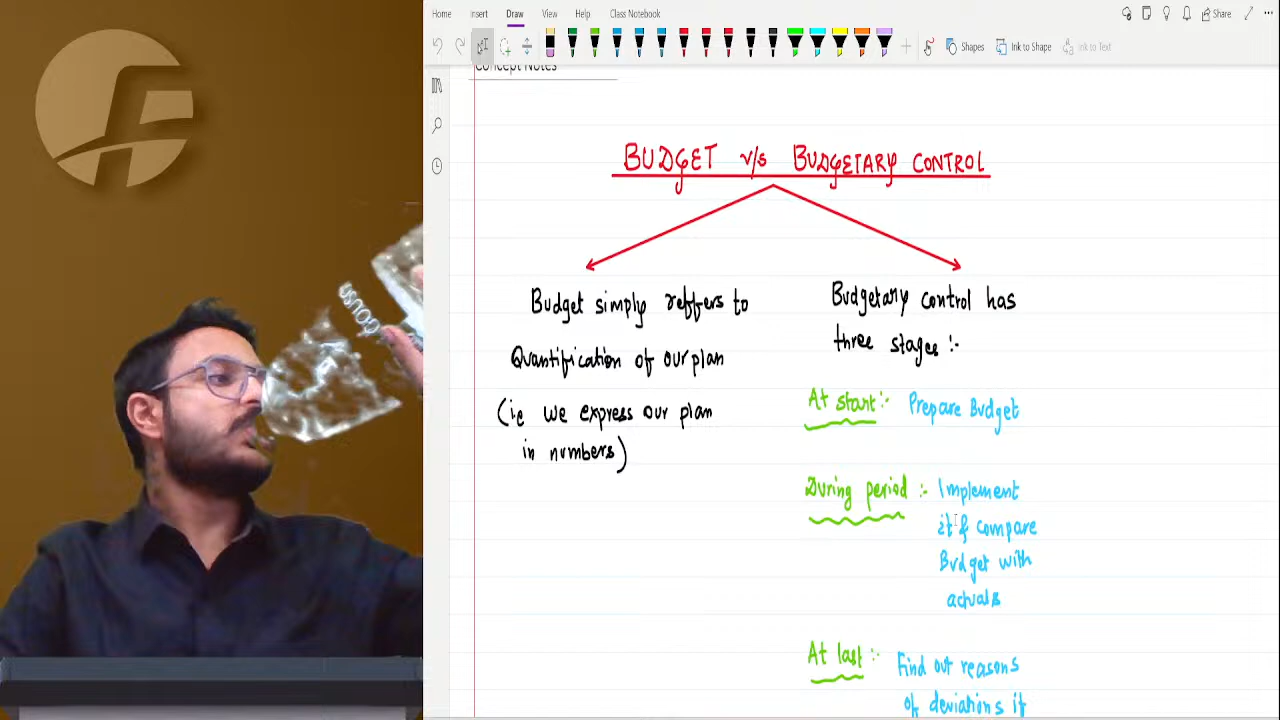 Home Insert Draw View Help Class Notebook Share
Shapes Ink to Shape Ink to Text
Concept Notes
BUDGET v/s BUDGETARY CONTROL
Budget simply reffers to
Quantification of our plan
(ie we express our plan
in numbers)
Budgetary control has
three stages :-
At start :- Prepare Budget
During period :- Implement
it & compare
Budget with
actuals
At last :- Find out reasons
of deviations if